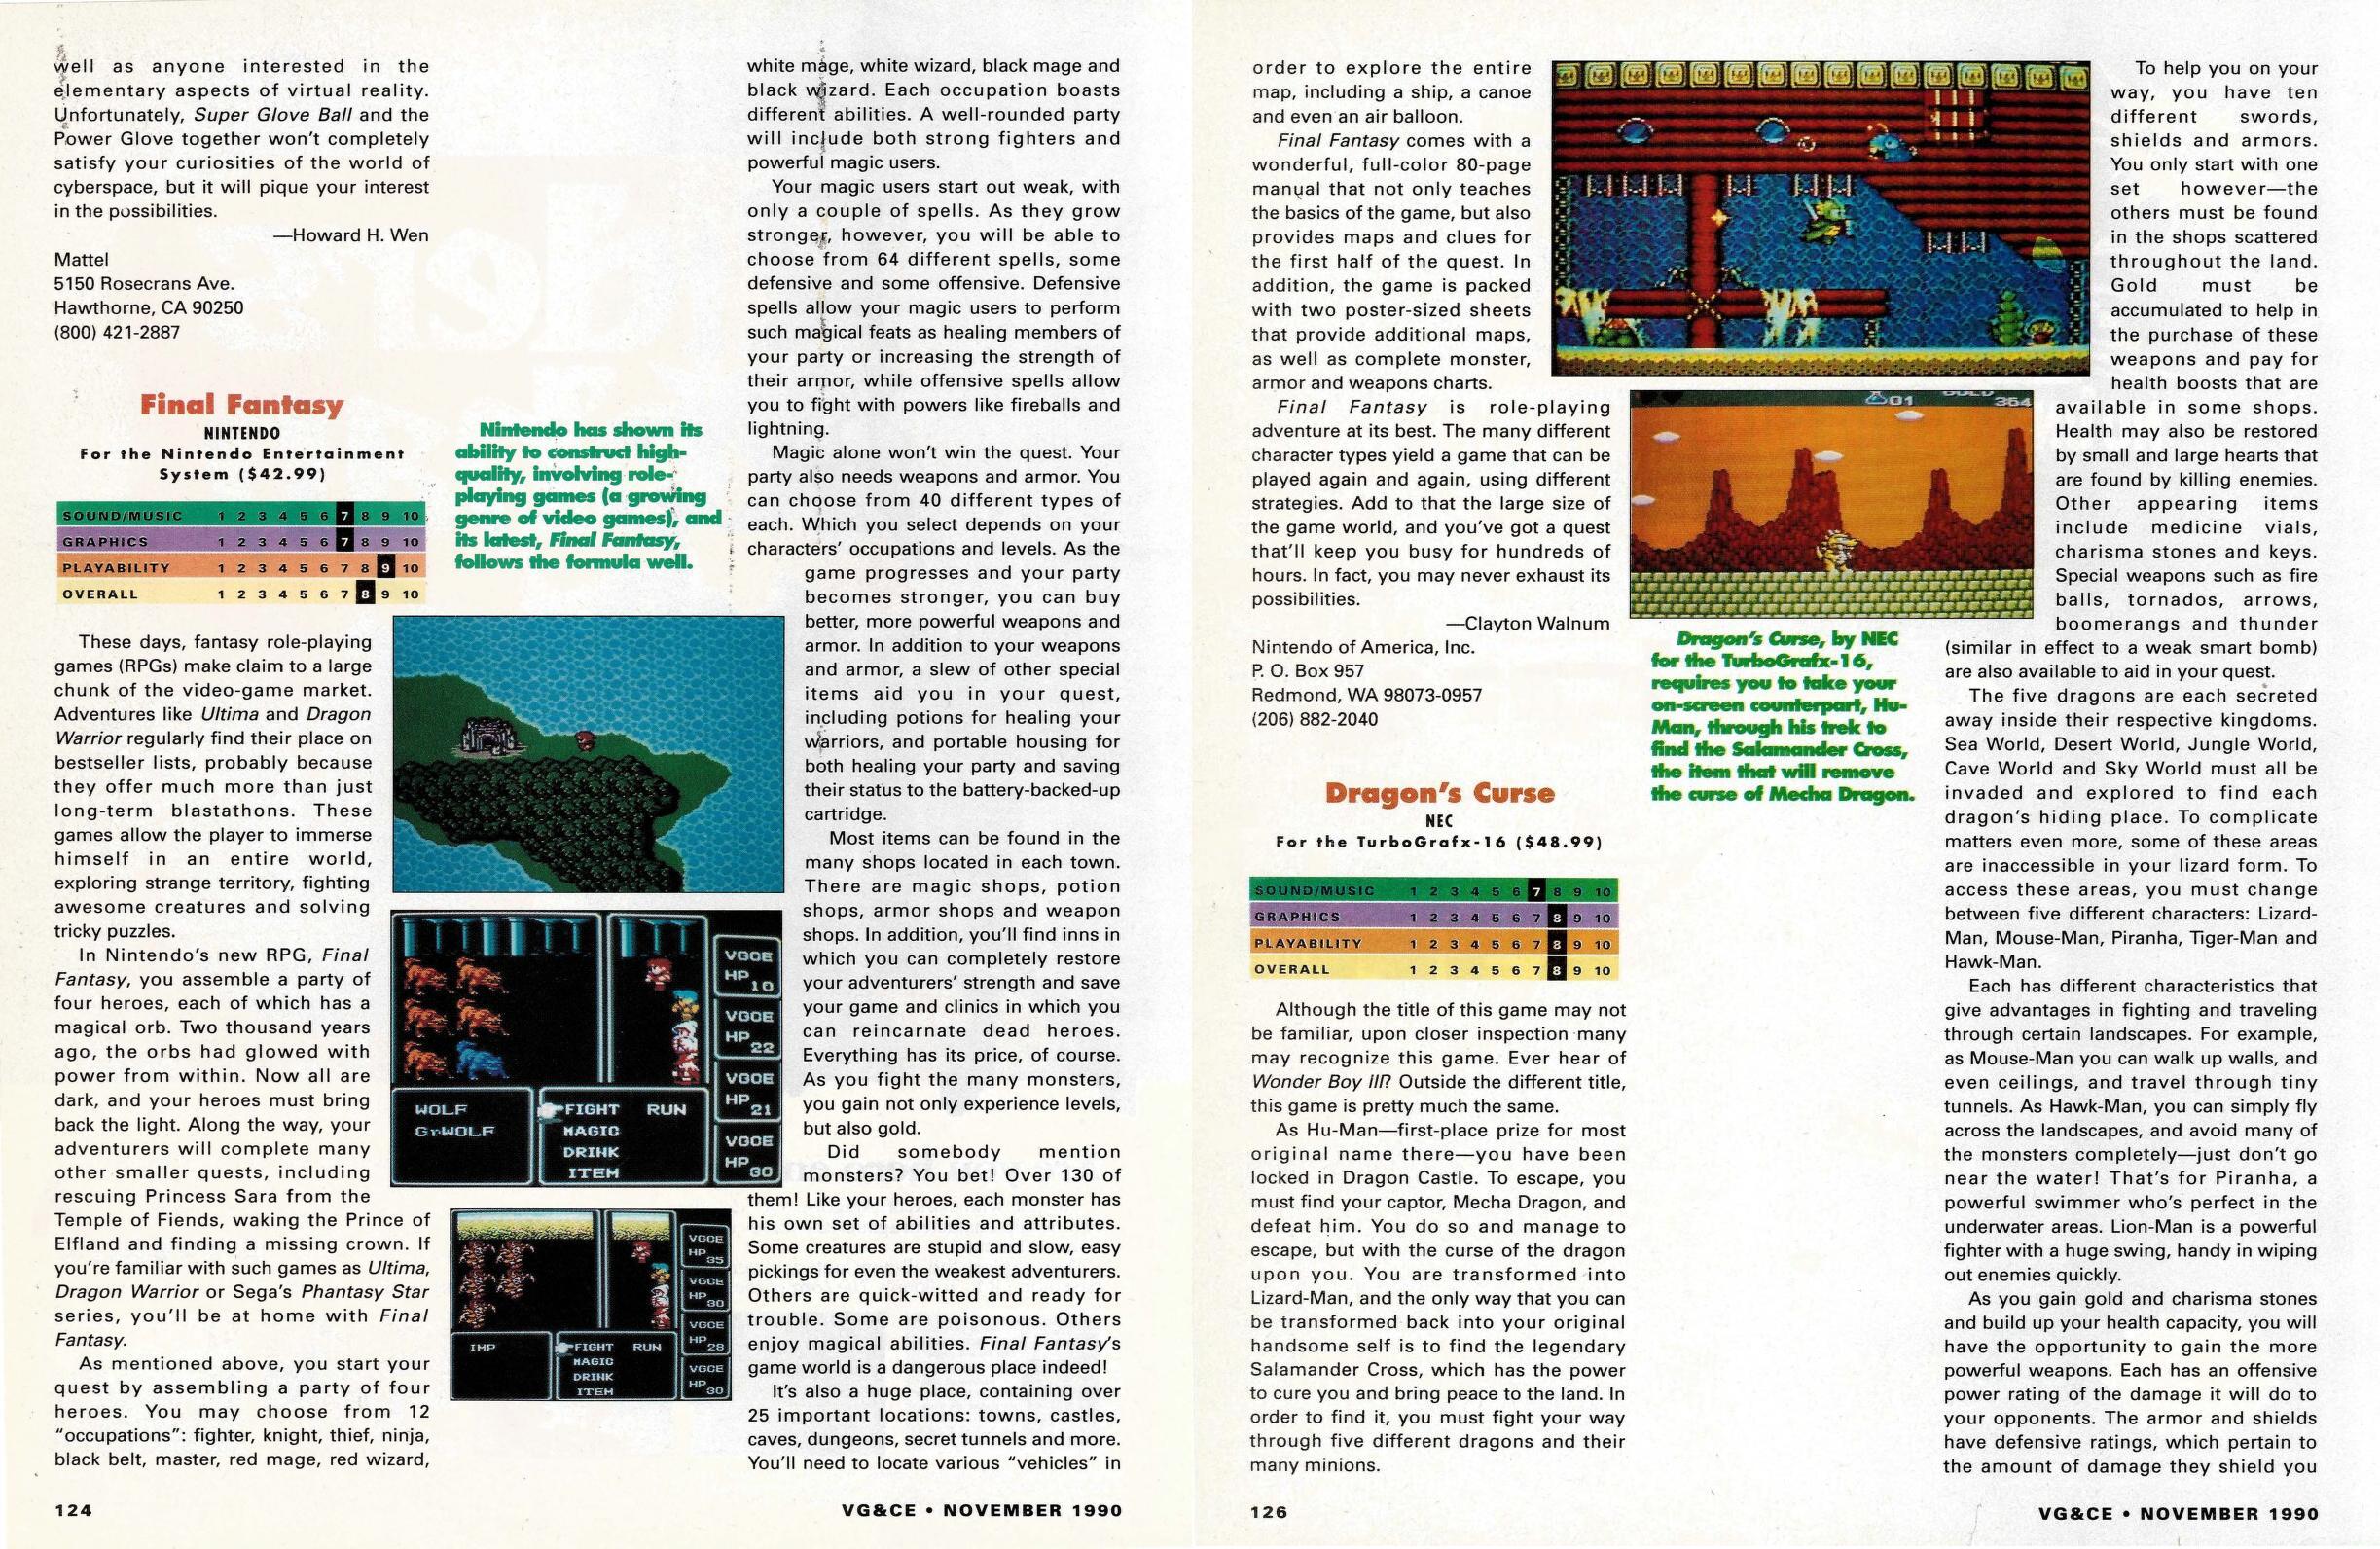 well as anyone interested in the
elementary aspects of virtual reality.
Unfortunately, Super Glove Ball and the
Power Glove together won't completely
satisfy your curiosities of the world of
cyberspace, but it will pique your interest
in the possibilities.
—Howard H. Wen
Mattel
5150 Rosecrans Ave.
Hawthorne, CA 90250
(800) 421-2887
Final Fantasy
NINTENDO
For the Nintendo Entertainment
System ($42.99)
SOUND/MUSIC 1 2 3 4 5 6 7 8 9 10
GRAPHICS 1 2 3 4 5 6 7 8 9 10
PLAYABILITY 1 2 3 4 5 6 7 8 9 10
OVERALL 1 2 3 4 5 6 7 8 9 10
These days, fantasy role-playing
games (RPGs) make claim to a large
chunk of the video-game market.
Adventures like Ultima and Dragon
Warrior regularly find their place on
bestseller lists, probably because
they offer much more than just
long-term blastathons. These
games allow the player to immerse
himself in an entire world,
exploring strange territory, fighting
awesome creatures and solving
tricky puzzles.
In Nintendo's new RPG, Final
Fantasy, you assemble a party of
four heroes, each of which has a
magical orb. Two thousand years
ago, the orbs had glowed with
power from within. Now all are
dark, and your heroes must bring
back the light. Along the way, your
adventurers will complete many
other smaller quests, including
rescuing Princess Sara from the
Temple of Fiends, waking the Prince of
Elfland and finding a missing crown. If
you're familiar with such games as Ultima,
Dragon Warrior or Sega's Phantasy Star
series, you'll be at home with Final
Fantasy.
As mentioned above, you start your
quest by assembling a party of four
heroes. You may choose from 12
"occupations": fighter, knight, thief, ninja,
black belt, master, red mage, red wizard,
Nintendo has shown its
ability to construct high-
quality, involving role-
playing games (a growing
genre of video games), and
its latest, Final Fantasy,
follows the formula well.
VGCE
HP
10
VGCE
HP
22
VGCE
HP
21
VGCE
HP
30
WOLF
GrWOLF
FIGHT RUN
MAGIC
DRINK
ITEM
VGCE
HP
35
VGCE
HP
30
VGCE
HP
28
VGCE
HP
30
IMP
FIGHT RUN
MAGIC
DRINK
ITEM
white mage, white wizard, black mage and
black wizard. Each occupation boasts
different abilities. A well-rounded party
will include both strong fighters and
powerful magic users.
Your magic users start out weak, with
only a couple of spells. As they grow
stronger, however, you will be able to
choose from 64 different spells, some
defensive and some offensive. Defensive
spells allow your magic users to perform
such magical feats as healing members of
your party or increasing the strength of
their armor, while offensive spells allow
you to fight with powers like fireballs and
lightning.
Magic alone won't win the quest. Your
party also needs weapons and armor. You
can choose from 40 different types of
each. Which you select depends on your
characters' occupations and levels. As the
game progresses and your party
becomes stronger, you can buy
better, more powerful weapons and
armor. In addition to your weapons
and armor, a slew of other special
items aid you in your quest,
including potions for healing your
warriors, and portable housing for
both healing your party and saving
their status to the battery-backed-up
cartridge.
Most items can be found in the
many shops located in each town.
There are magic shops, potion
shops, armor shops and weapon
shops. In addition, you'll find inns in
which you can completely restore
your adventurers' strength and save
your game and clinics in which you
can reincarnate dead heroes.
Everything has its price, of course.
As you fight the many monsters,
you gain not only experience levels,
but also gold.
Did somebody mention
monsters? You bet! Over 130 of
them! Like your heroes, each monster has
his own set of abilities and attributes.
Some creatures are stupid and slow, easy
pickings for even the weakest adventurers.
Others are quick-witted and ready for
trouble. Some are poisonous. Others
enjoy magical abilities. Final Fantasy's
game world is a dangerous place indeed!
It's also a huge place, containing over
25 important locations: towns, castles,
caves, dungeons, secret tunnels and more.
You'll need to locate various "vehicles" in
124
VG&CE • NOVEMBER 1990
order to explore the entire
map, including a ship, a canoe
and even an air balloon.
Final Fantasy comes with a
wonderful, full-color 80-page
manual that not only teaches
the basics of the game, but also
provides maps and clues for
the first half of the quest. In
addition, the game is packed
with two poster-sized sheets
that provide additional maps,
as well as complete monster,
armor and weapons charts.
Final Fantasy is role-playing
adventure at its best. The many different
character types yield a game that can be
played again and again, using different
strategies. Add to that the large size of
the game world, and you've got a quest
that'll keep you busy for hundreds of
hours. In fact, you may never exhaust its
possibilities.
—Clayton Walnum
Nintendo of America, Inc.
P. O. Box 957
Redmond, WA 98073-0957
(206) 882-2040
Dragon's Curse
NEC
For the TurboGrafx-16 ($48.99)
SOUND/MUSIC 1 2 3 4 5 6 7 8 9 10
GRAPHICS 1 2 3 4 5 6 7 8 9 10
PLAYABILITY 1 2 3 4 5 6 7 8 9 10
OVERALL 1 2 3 4 5 6 7 8 9 10
Although the title of this game may not
be familiar, upon closer inspection many
may recognize this game. Ever hear of
Wonder Boy III? Outside the different title,
this game is pretty much the same.
As Hu-Man—first-place prize for most
original name there—you have been
locked in Dragon Castle. To escape, you
must find your captor, Mecha Dragon, and
defeat him. You do so and manage to
escape, but with the curse of the dragon
upon you. You are transformed into
Lizard-Man, and the only way that you can
be transformed back into your original
handsome self is to find the legendary
Salamander Cross, which has the power
to cure you and bring peace to the land. In
order to find it, you must fight your way
through five different dragons and their
many minions.
01
GOLD
354
Dragon's Curse, by NEC
for the TurboGrafx-16,
requires you to take your
on-screen counterpart, Hu-
Man, through his trek to
find the Salamander Cross,
the item that will remove
the curse of Mecha Dragon.
To help you on your
way, you have ten
different swords,
shields and armors.
You only start with one
set however—the
others must be found
in the shops scattered
throughout the land.
Gold must be
accumulated to help in
the purchase of these
weapons and pay for
health boosts that are
available in some shops.
Health may also be restored
by small and large hearts that
are found by killing enemies.
Other appearing items
include medicine vials,
charisma stones and keys.
Special weapons such as fire
balls, tornados, arrows,
boomerangs and thunder
(similar in effect to a weak smart bomb)
are also available to aid in your quest.
The five dragons are each secreted
away inside their respective kingdoms.
Sea World, Desert World, Jungle World,
Cave World and Sky World must all be
invaded and explored to find each
dragon's hiding place. To complicate
matters even more, some of these areas
are inaccessible in your lizard form. To
access these areas, you must change
between five different characters: Lizard-
Man, Mouse-Man, Piranha, Tiger-Man and
Hawk-Man.
Each has different characteristics that
give advantages in fighting and traveling
through certain landscapes. For example,
as Mouse-Man you can walk up walls, and
even ceilings, and travel through tiny
tunnels. As Hawk-Man, you can simply fly
across the landscapes, and avoid many of
the monsters completely—just don't go
near the water! That's for Piranha, a
powerful swimmer who's perfect in the
underwater areas. Lion-Man is a powerful
fighter with a huge swing, handy in wiping
out enemies quickly.
As you gain gold and charisma stones
and build up your health capacity, you will
have the opportunity to gain the more
powerful weapons. Each has an offensive
power rating of the damage it will do to
your opponents. The armor and shields
have defensive ratings, which pertain to
the amount of damage they shield you
126
VG&CE • NOVEMBER 1990